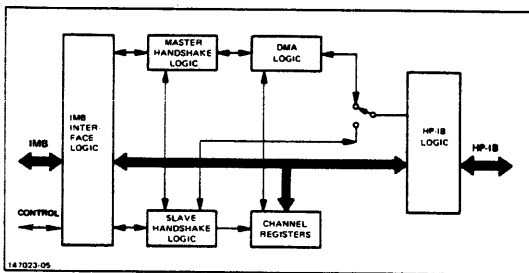 MASTER
HANDSHAKE
LOGIC
DMA
LOGIC
IMB
INTER-
FACE
LOGIC
HP-IB
LOGIC
IMB
HP-IB
CONTROL
SLAVE
HANDSHAKE
LOGIC
CHANNEL
REGISTERS
147023-05